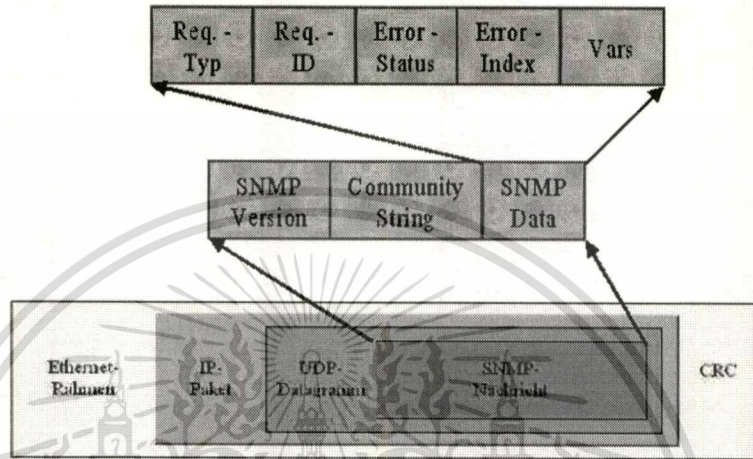 Req. - Req. - Error - Error - Vars
Typ ID Status Index
SNMP Community SNMP
Version String Data
Ethernet- IP- UDP- SNMP- CRC
Rahmen Paket Datagramm Nachricht